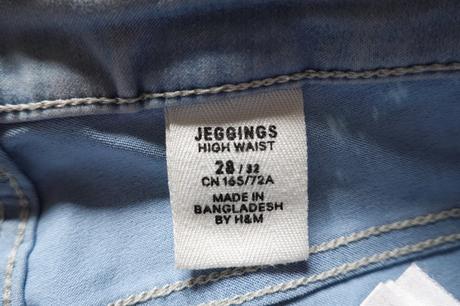 JEGGINGS
HIGH WAIST
28 / 32
CN 165/72A
MADE IN
BANGLADESH
BY H&M